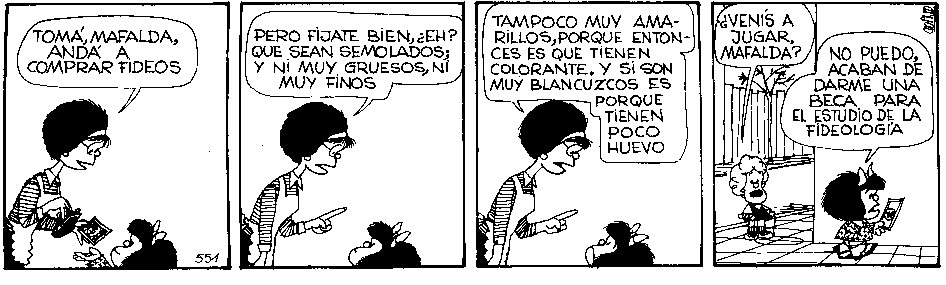 TOMÁ, MAFALDA,
ANDÁ A
COMPRAR FIDEOS
551
PERO FÍJATE BIEN, ¿EH?
QUE SEAN SEMOLADOS;
Y NI MUY GRUESOS, NI
MUY FINOS
TAMPOCO MUY AMA-
RILLOS, PORQUE ENTON-
CES ES QUE TIENEN
COLORANTE. Y SI SON
MUY BLANCUZCOS ES
PORQUE
TIENEN
POCO
HUEVO
¿VENÍS A
JUGAR,
MAFALDA?
NO PUEDO,
ACABAN DE
DARME UNA
BECA PARA
EL ESTUDIO DE LA
FIDEOLOGÍA